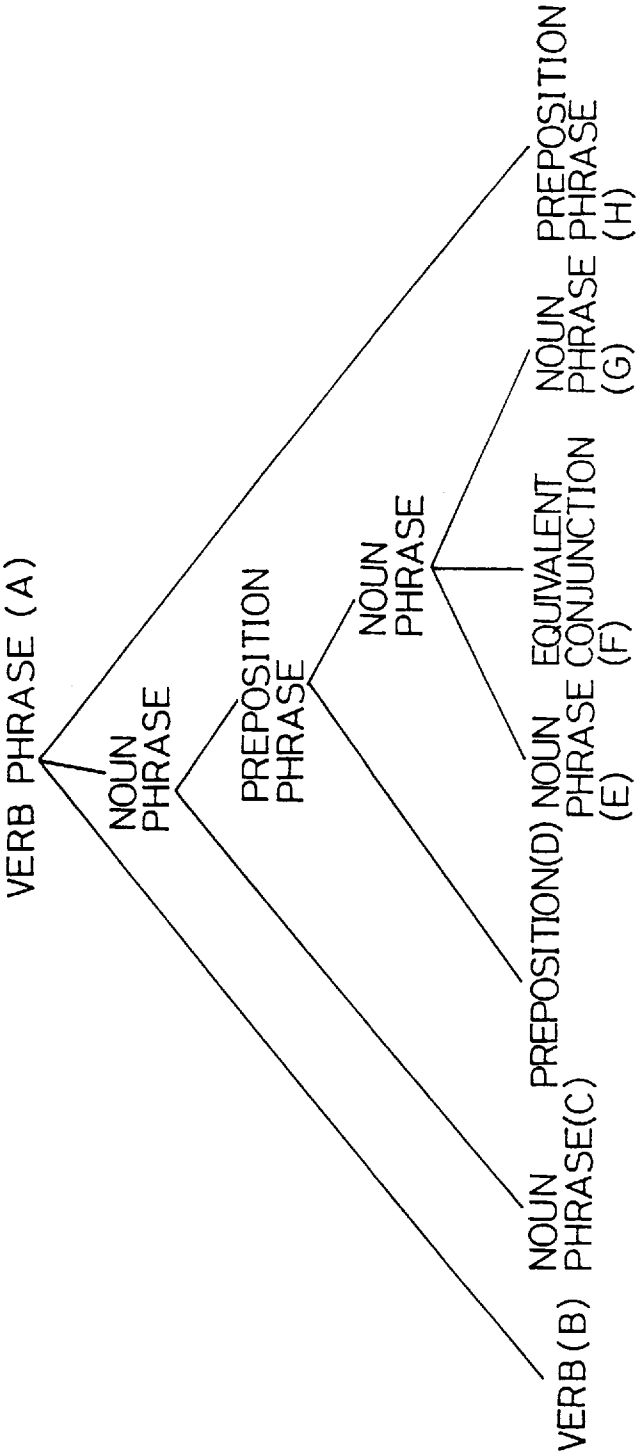 VERB PHRASE (A)
NOUN
PHRASE
PREPOSITION
PHRASE
NOUN
PHRASE
VERB (B)
NOUN
PHRASE(C)
PREPOSITION(D)
NOUN
PHRASE
(E)
EQUIVALENT
CONJUNCTION
(F)
NOUN
PHRASE
(G)
PREPOSITION
PHRASE
(H)